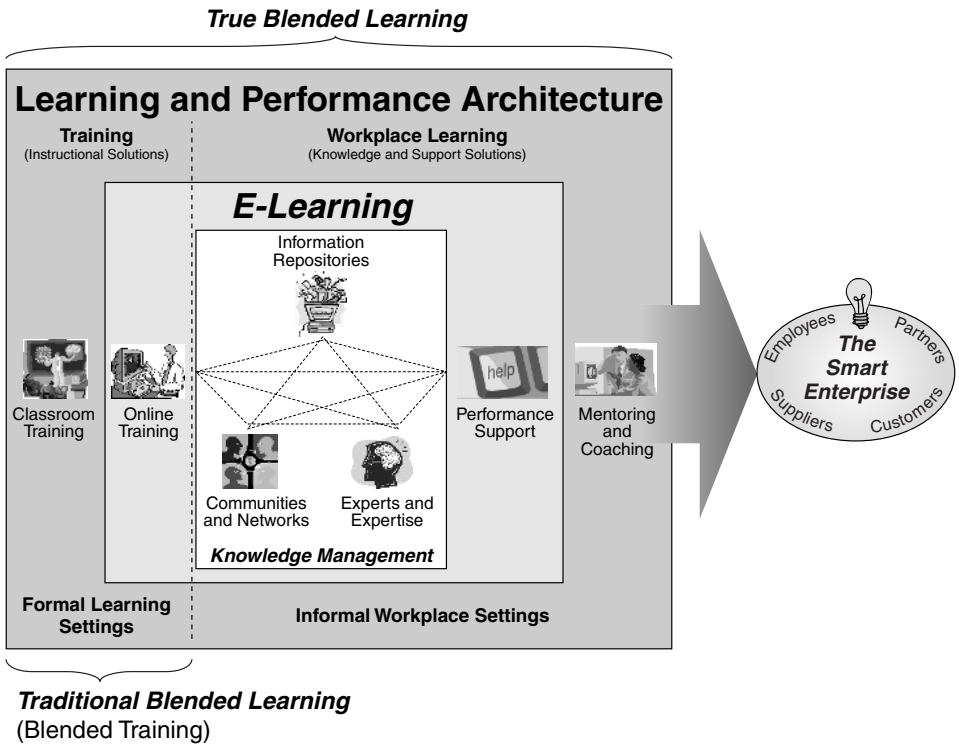 True Blended Learning
Learning and Performance Architecture
Training
(Instructional Solutions)
Workplace Learning
(Knowledge and Support Solutions)
E-Learning
Information
Repositories
Classroom
Training
Online
Training
help
Performance
Support
Mentoring
and
Coaching
Communities
and Networks
Experts and
Expertise
Knowledge Management
Formal Learning
Settings
Informal Workplace Settings
Employees
Partners
The
Smart
Enterprise
Suppliers
Customers
Traditional Blended Learning
(Blended Training)